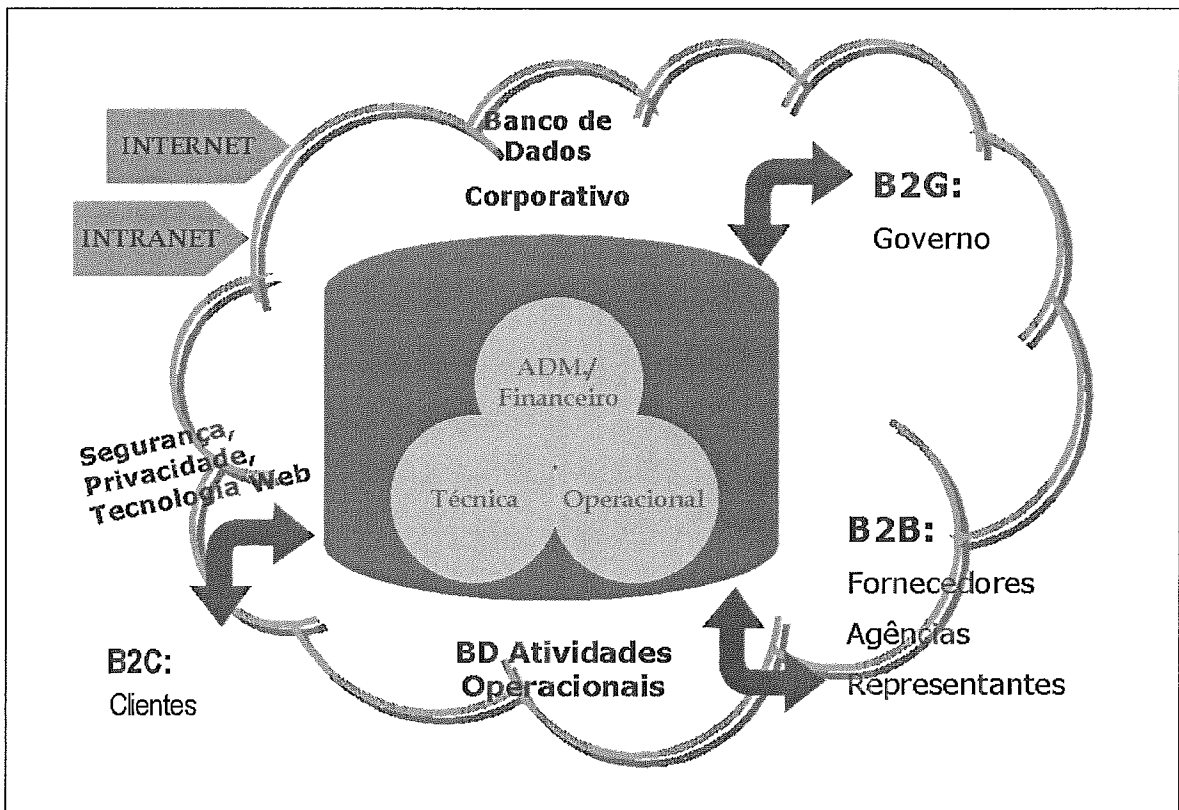 INTERNET
INTRANET
Banco de
Dados
Corporativo
B2G:
Governo
ADM./
Financeiro
Técnica
Operacional
Segurança,
Privacidade,
Tecnologia Web
B2B:
Fornecedores
Agências
Representantes
B2C:
Clientes
BD Atividades
Operacionais